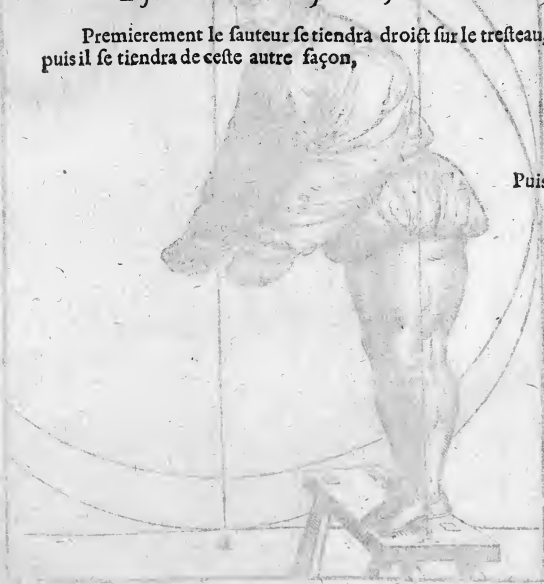 Premierement le ſauteur ſe tiendra droict ſur le treſteau,
puis il ſe tiendra de ceſte autre façon,
Puis